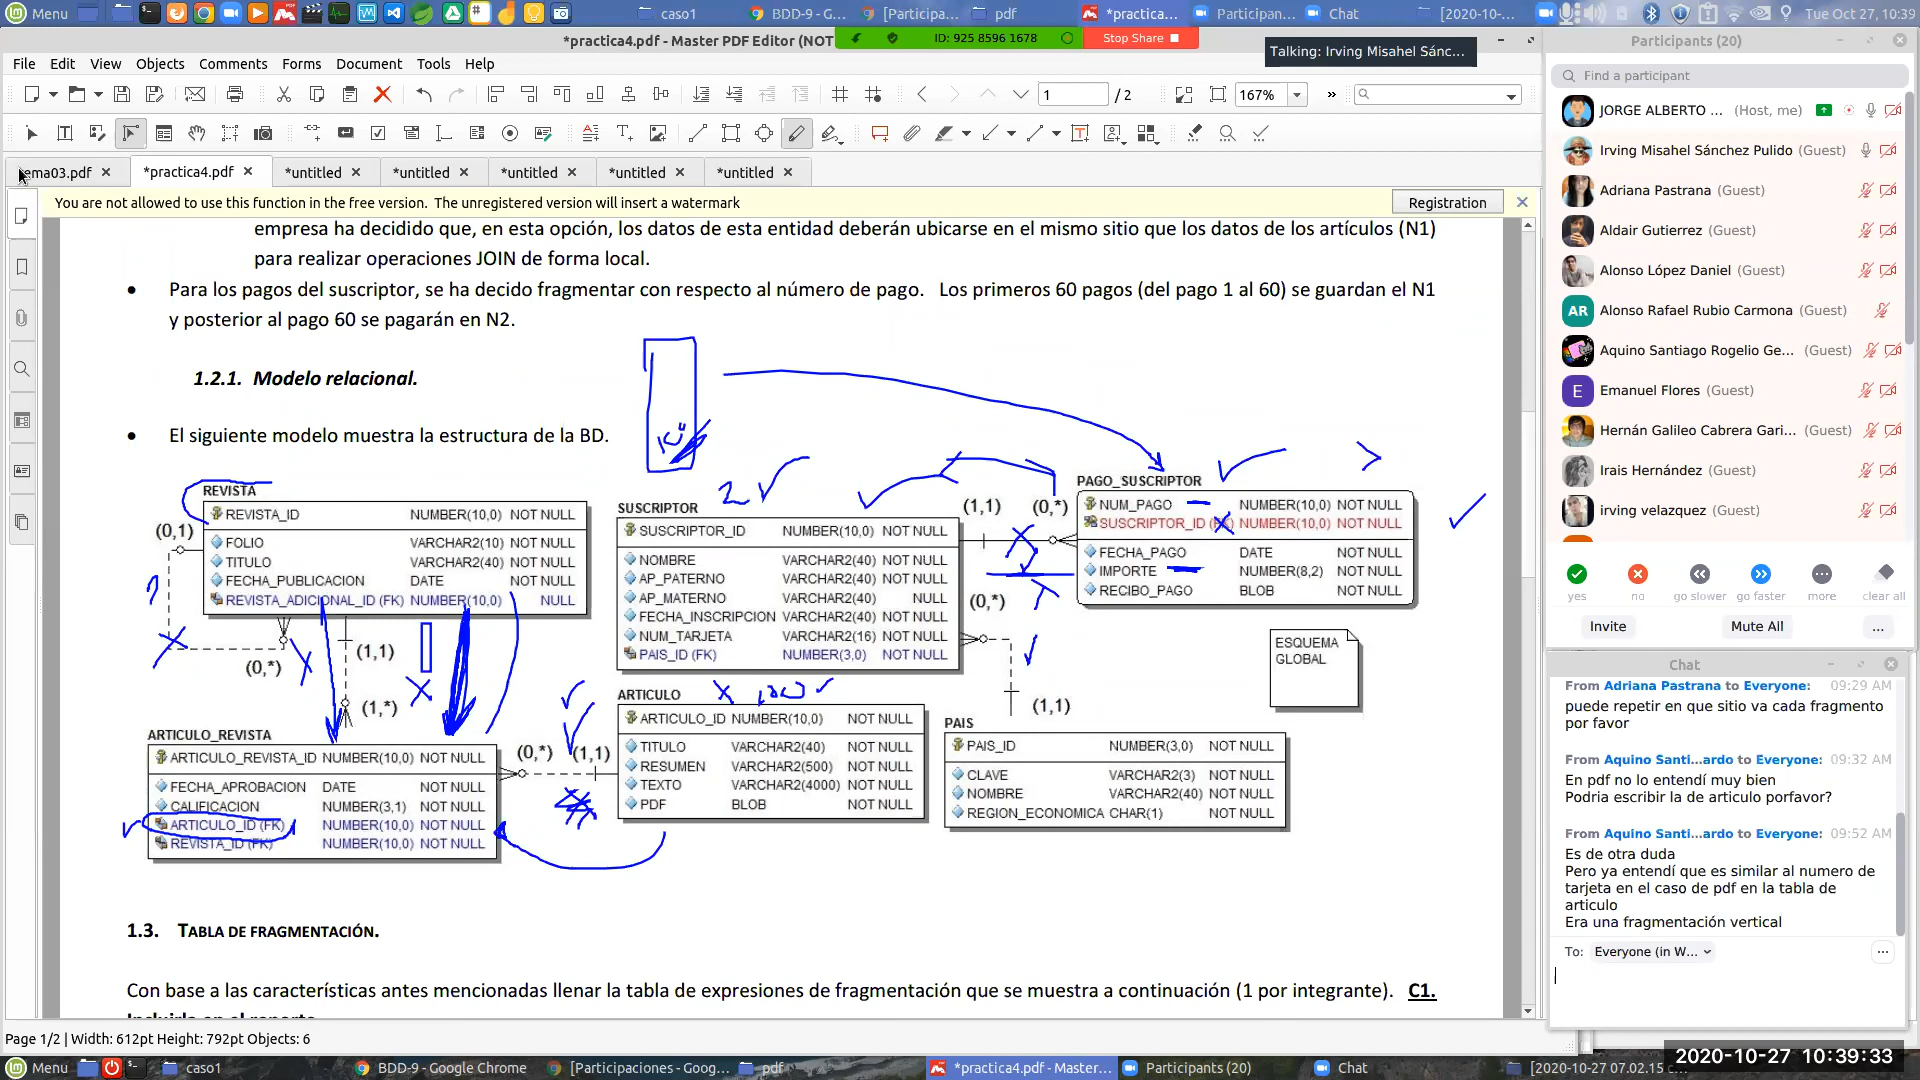 Menu
caso1
BDD-9 - G...
[Participa...
pdf
*practica...
Participan...
Chat
[2020-10-...
Tue Oct 27, 10:39
*practica4.pdf - Master PDF Editor (NOT
ID: 925 8596 1678
Stop Share
Talking: Irving Misahel Sánc...
File Edit View Objects Comments Forms Document Tools Help
1 / 2
167%
ema03.pdf
*practica4.pdf
*untitled
*untitled
*untitled
*untitled
*untitled
You are not allowed to use this function in the free version. The unregistered version will insert a watermark
Registration
empresa ha decidido que, en esta opción, los datos de esta entidad deberán ubicarse en el mismo sitio que los datos de los artículos (N1)
para realizar operaciones JOIN de forma local.
• Para los pagos del suscriptor, se ha decido fragmentar con respecto al número de pago. Los primeros 60 pagos (del pago 1 al 60) se guardan el N1
y posterior al pago 60 se pagarán en N2.
1.2.1. Modelo relacional.
• El siguiente modelo muestra la estructura de la BD.
REVISTA
REVISTA_ID NUMBER(10,0) NOT NULL
FOLIO VARCHAR2(10) NOT NULL
TITULO VARCHAR2(40) NOT NULL
FECHA_PUBLICACION DATE NOT NULL
REVISTA_ADICIONAL_ID (FK) NUMBER(10,0) NULL
(0,1)
(0,*)
(1,1)
(1,*)
2
SUSCRIPTOR
SUSCRIPTOR_ID NUMBER(10,0) NOT NULL
NOMBRE VARCHAR2(40) NOT NULL
AP_PATERNO VARCHAR2(40) NOT NULL
AP_MATERNO VARCHAR2(40) NULL
FECHA_INSCRIPCION NUMBER(10,0) NOT NULL
NUM_TARJETA VARCHAR2(16) NOT NULL
PAIS_ID (FK) NUMBER(3,0) NOT NULL
(1,1)
(0,*)
(0,*)
(1,1)
PAGO_SUSCRIPTOR
NUM_PAGO NUMBER(10,0) NOT NULL
SUSCRIPTOR_ID (FK) NUMBER(10,0) NOT NULL
FECHA_PAGO DATE NOT NULL
IMPORTE NUMBER(8,2) NOT NULL
RECIBO_PAGO BLOB NOT NULL
ESQUEMA
GLOBAL
ARTICULO_REVISTA
ARTICULO_REVISTA_ID NUMBER(10,0) NOT NULL
FECHA_APROBACION DATE NOT NULL
CALIFICACION NUMBER(3,1) NOT NULL
ARTICULO_ID (FK) NUMBER(10,0) NOT NULL
REVISTA_ID (FK) NUMBER(10,0) NOT NULL
(0,*)
(1,1)
ARTICULO
ARTICULO_ID NUMBER(10,0) NOT NULL
TITULO VARCHAR2(40) NOT NULL
RESUMEN VARCHAR2(500) NOT NULL
TEXTO VARCHAR2(4000) NOT NULL
PDF BLOB NOT NULL
PAIS
PAIS_ID NUMBER(3,0) NOT NULL
CLAVE VARCHAR2(3) NOT NULL
NOMBRE VARCHAR2(40) NOT NULL
REGION_ECONOMICA CHAR(1) NOT NULL
1.3. TABLA DE FRAGMENTACIÓN.
Con base a las características antes mencionadas llenar la tabla de expresiones de fragmentación que se muestra a continuación (1 por integrante). C1.
Page 1/2 | Width: 612pt Height: 792pt Objects: 6
Participants (20)
Find a participant
JORGE ALBERTO ... (Host, me)
Irving Misahel Sánchez Pulido (Guest)
Adriana Pastrana (Guest)
Aldair Gutierrez (Guest)
Alonso López Daniel (Guest)
AR Alonso Rafael Rubio Carmona (Guest)
Aquino Santiago Rogelio Ge... (Guest)
E Emanuel Flores (Guest)
Hernán Galileo Cabrera Gari... (Guest)
Irais Hernández (Guest)
irving velazquez (Guest)
yes no go slower go faster more clear all
Invite Mute All ...
Chat
From Adriana Pastrana to Everyone: 09:29 AM
puede repetir en que sitio va cada fragmento
por favor
From Aquino Santi...ardo to Everyone: 09:32 AM
En pdf no lo entendí muy bien
Podria escribir la de articulo porfavor?
From Aquino Santi...ardo to Everyone: 09:52 AM
Es de otra duda
Pero ya entendí que es similar al numero de
tarjeta en el caso de pdf en la tabla de
articulo
Era una fragmentación vertical
To: Everyone (in W...
Menu
caso1
BDD-9 - Google Chrome
[Participaciones - Goog...
pdf
*practica4.pdf - Master...
Participants (20)
Chat
[2020-10-27 07.02.15 c...
2020-10-27 10:39:33